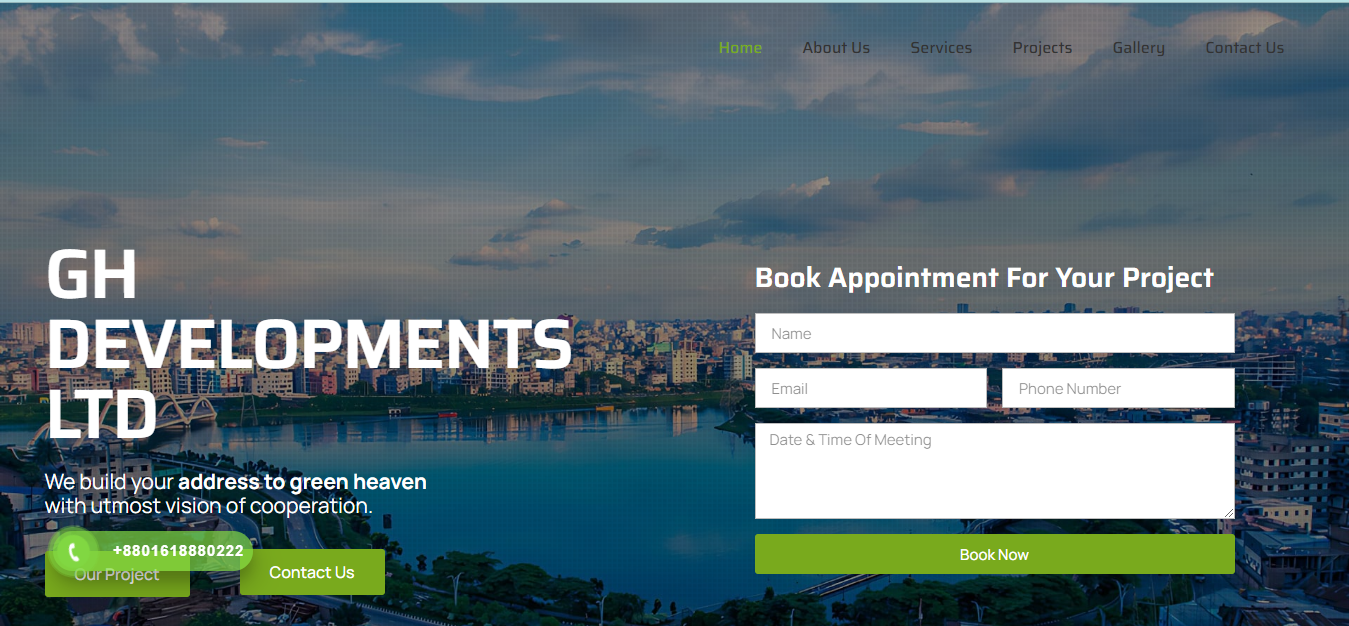 Home About Us Services Projects Gallery Contact Us
GH
DEVELOPMENTS
LTD
We build your address to green heaven
with utmost vision of cooperation.
+8801618880222
Our Project
Contact Us
Book Appointment For Your Project
Name
Email
Phone Number
Date & Time Of Meeting
Book Now